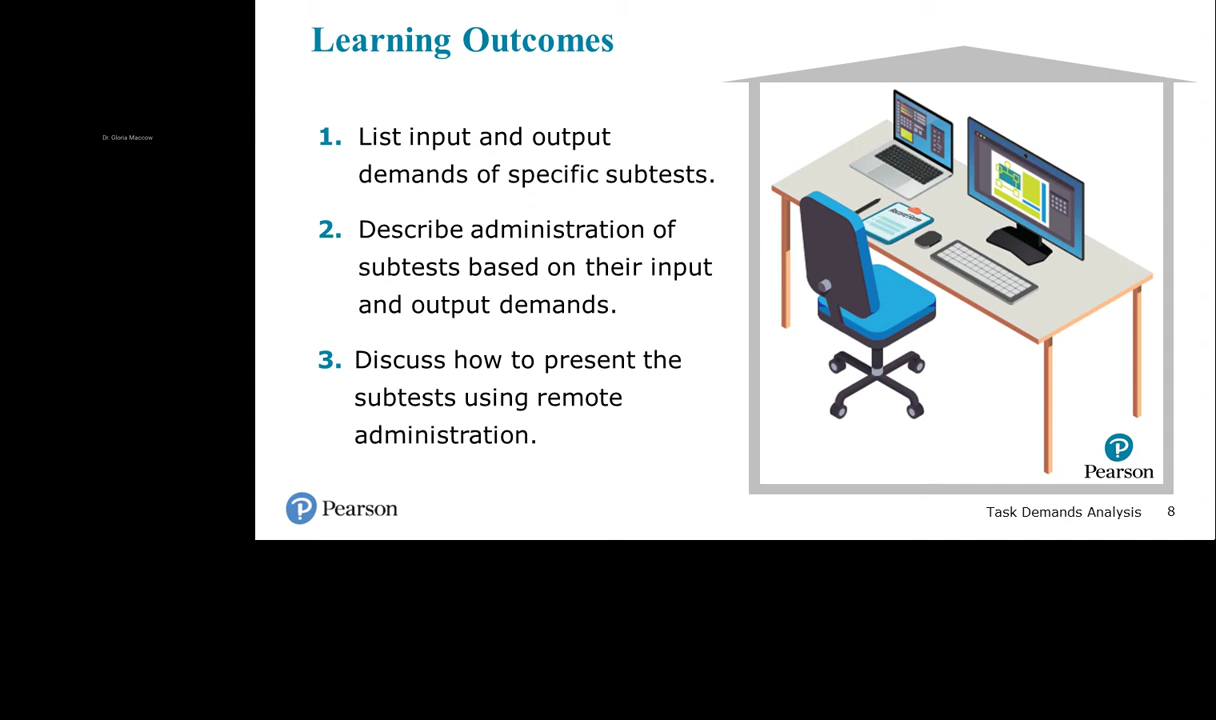 Learning Outcomes
Dr. Gloria Maccow
1. List input and output
demands of specific subtests.
2. Describe administration of
subtests based on their input
and output demands.
3. Discuss how to present the
subtests using remote
administration.
Pearson
Pearson
Task Demands Analysis 8